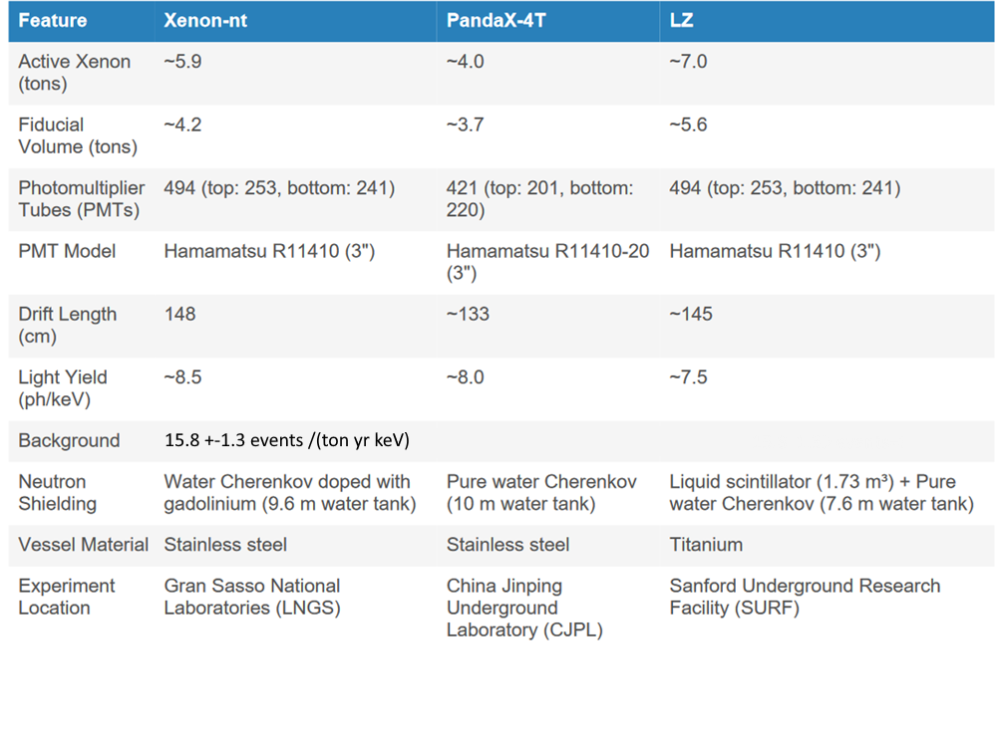 Feature Xenon-nt PandaX-4T LZ
Active Xenon ~5.9 ~4.0 ~7.0
(tons)
Fiducial ~4.2 ~3.7 ~5.6
Volume (tons)
Photomultiplier 494 (top: 253, bottom: 241) 421 (top: 201, bottom: 494 (top: 253, bottom: 241)
Tubes (PMTs) 220)
PMT Model Hamamatsu R11410 (3") Hamamatsu R11410-20 Hamamatsu R11410 (3")
(3")
Drift Length 148 ~133 ~145
(cm)
Light Yield ~8.5 ~8.0 ~7.5
(ph/keV)
Background 15.8 +-1.3 events /(ton yr keV)
Neutron Water Cherenkov doped with Pure water Cherenkov Liquid scintillator (1.73 m³) + Pure
Shielding gadolinium (9.6 m water tank) (10 m water tank) water Cherenkov (7.6 m water tank)
Vessel Material Stainless steel Stainless steel Titanium
Experiment Gran Sasso National China Jinping Sanford Underground Research
Location Laboratories (LNGS) Underground Facility (SURF)
Laboratory (CJPL)